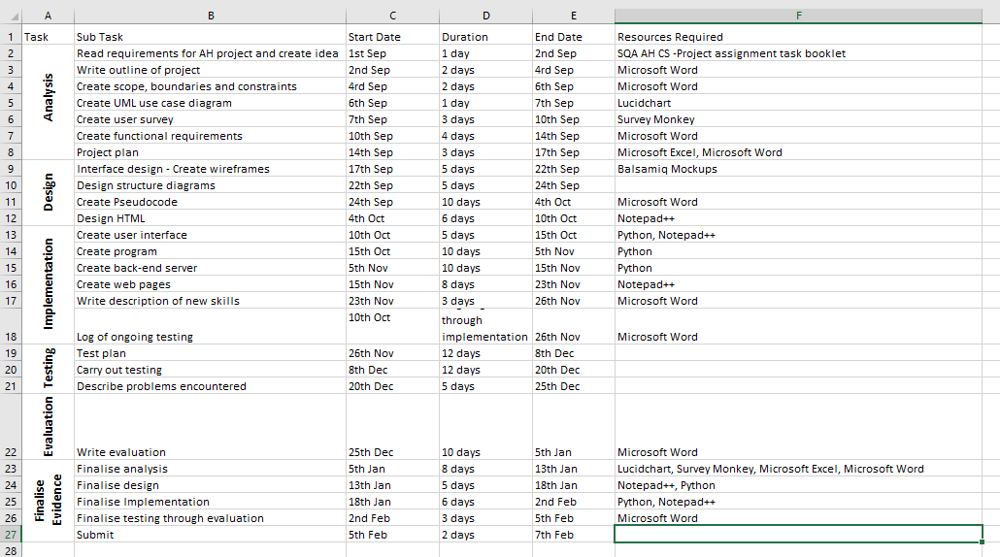 A B C D E F
1 Task Sub Task Start Date Duration End Date Resources Required
2 Read requirements for AH project and create idea 1st Sep 1 day 2nd Sep SQA AH CS -Project assignment task booklet
3 Write outline of project 2nd Sep 2 days 4rd Sep Microsoft Word
4 Create scope, boundaries and constraints 4rd Sep 2 days 6th Sep Microsoft Word
Analysis
5 Create UML use case diagram 6th Sep 1 day 7th Sep Lucidchart
6 Create user survey 7th Sep 3 days 10th Sep Survey Monkey
7 Create functional requirements 10th Sep 4 days 14th Sep Microsoft Word
8 Project plan 14th Sep 3 days 17th Sep Microsoft Excel, Microsoft Word
9 Interface design - Create wireframes 17th Sep 5 days 22th Sep Balsamiq Mockups
10 Design structure diagrams 22th Sep 5 days 24th Sep
Design
11 Create Pseudocode 24th Sep 10 days 4th Oct Microsoft Word
12 Design HTML 4th Oct 6 days 10th Oct Notepad++
13 Create user interface 10th Oct 5 days 15th Oct Python, Notepad++
14 Create program 15th Oct 10 days 5th Nov Python
15 Create back-end server 5th Nov 10 days 15th Nov Python
Implementation
16 Create web pages 15th Nov 8 days 23th Nov Notepad++
17 Write description of new skills 23th Nov 3 days 26th Nov Microsoft Word
10th Oct through
18 Log of ongoing testing implementation 26th Nov Microsoft Word
19 Test plan 26th Nov 12 days 8th Dec
Testing
20 Carry out testing 8th Dec 12 days 20th Dec
21 Describe problems encountered 20th Dec 5 days 25th Dec
Evaluation
22 Write evaluation 25th Dec 10 days 5th Jan Microsoft Word
23 Finalise analysis 5th Jan 8 days 13th Jan Lucidchart, Survey Monkey, Microsoft Excel, Microsoft Word
24 Finalise design 13th Jan 5 days 18th Jan Notepad++, Python
Finalise
Evidence
25 Finalise Implementation 18th Jan 6 days 2nd Feb Python, Notepad++
26 Finalise testing through evaluation 2nd Feb 3 days 5th Feb Microsoft Word
27 Submit 5th Feb 2 days 7th Feb
28